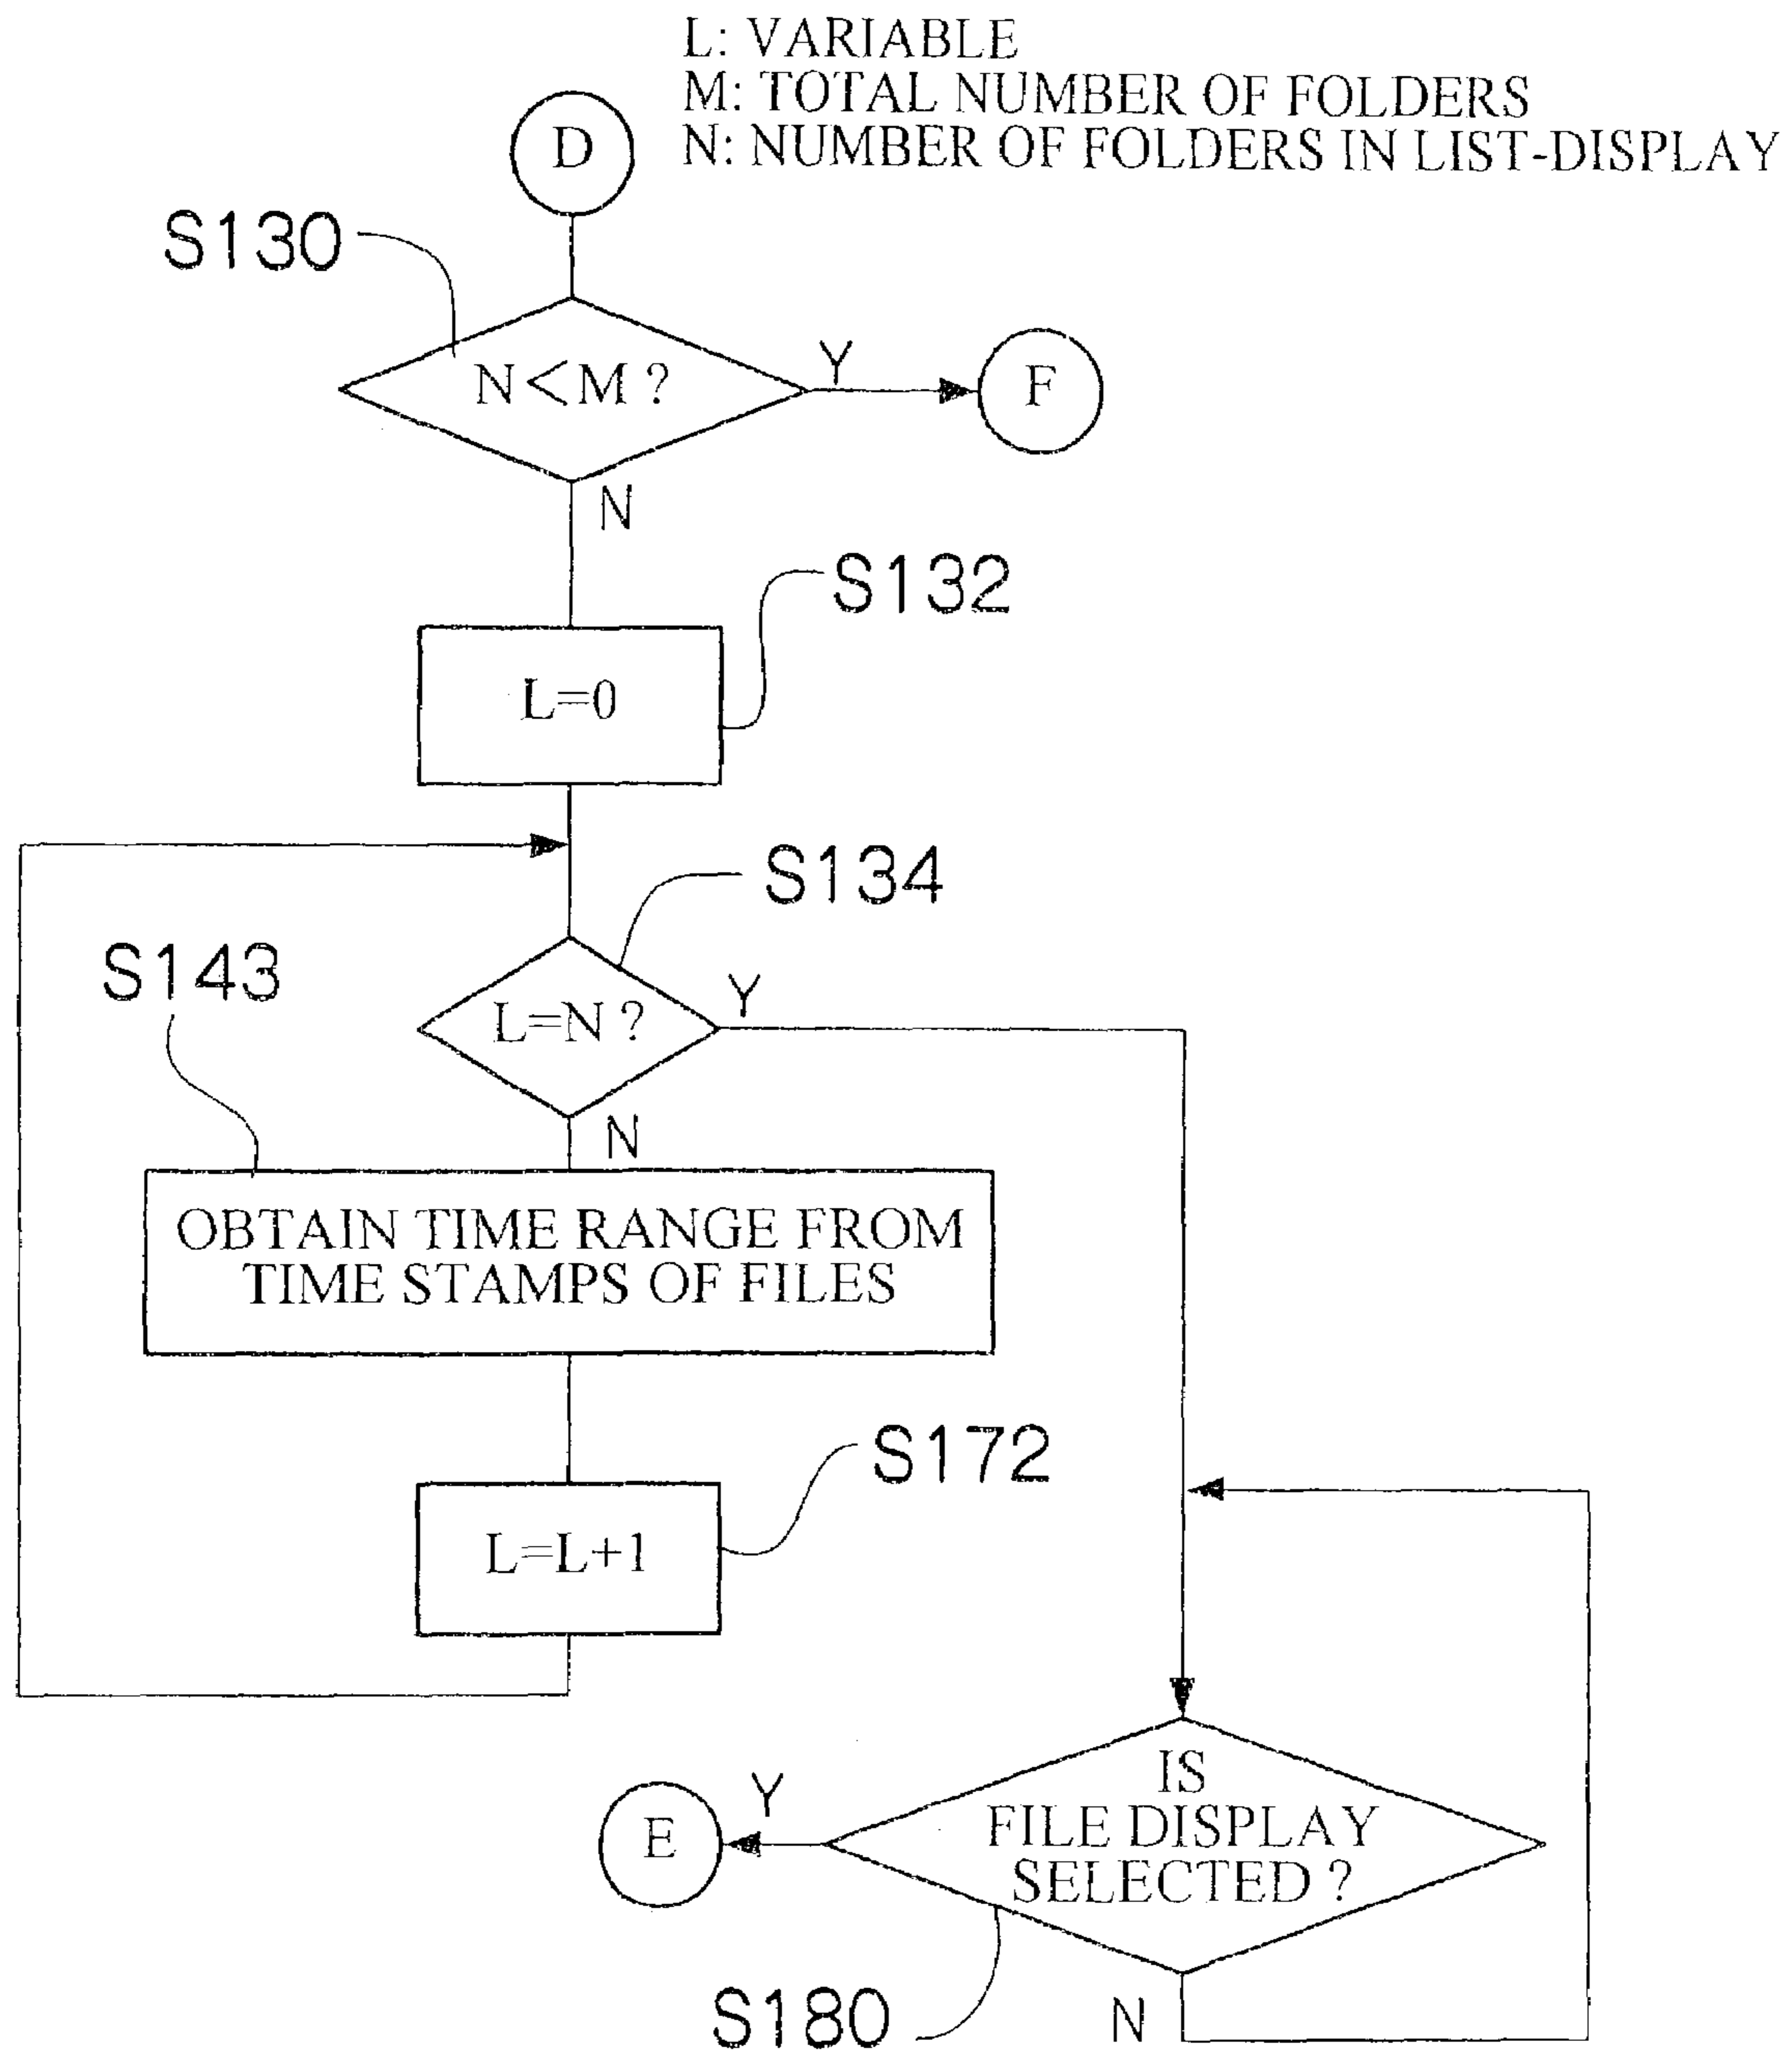 L: VARIABLE
M: TOTAL NUMBER OF FOLDERS
N: NUMBER OF FOLDERS IN LIST-DISPLAY
D
S130
N<M?
Y
F
N
S132
L=0
S134
S143
L=N?
Y
N
OBTAIN TIME RANGE FROM
TIME STAMPS OF FILES
S172
L=L+1
IS
FILE DISPLAY
SELECTED?
Y
E
S180
N